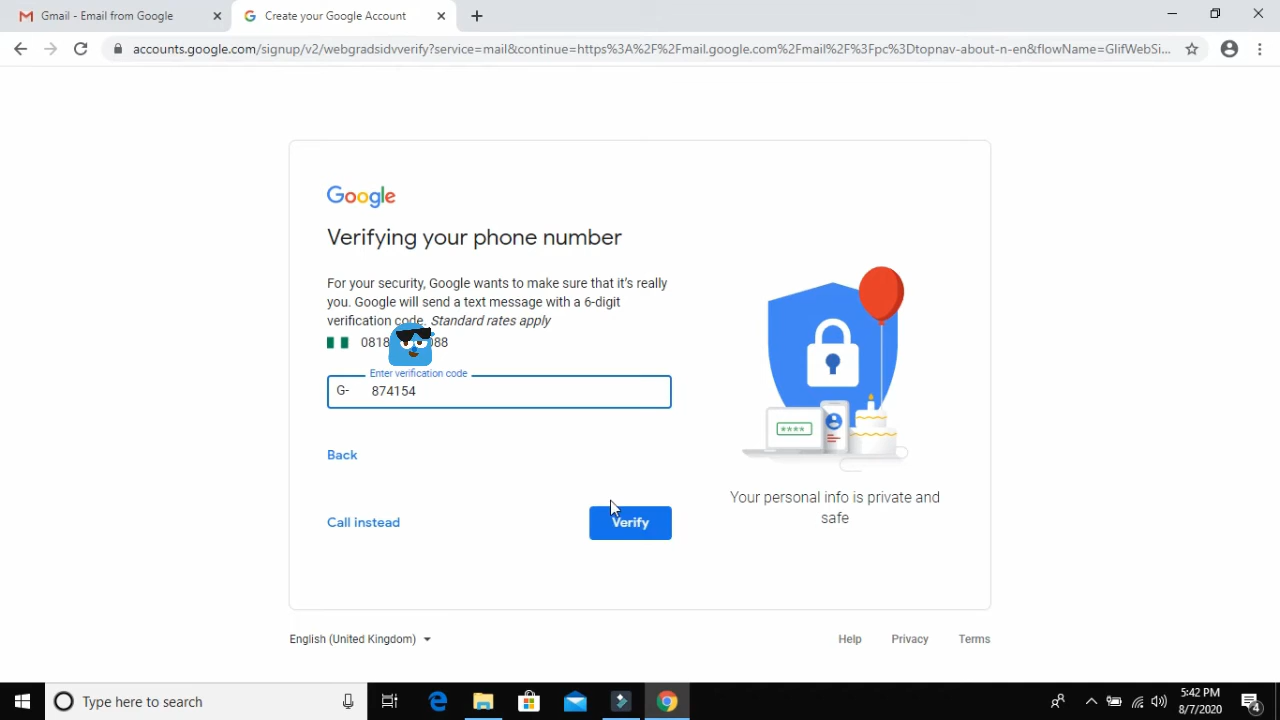 Gmail - Email from Google
Create your Google Account
accounts.google.com/signup/v2/webgradsidvverify?service=mail&continue=https%3A%2F%2Fmail.google.com%2Fmail%2F%3Fpc%3Dtopnav-about-n-en&flowName=GlifWebSi...
Google
Verifying your phone number
For your security, Google wants to make sure that it's really
you. Google will send a text message with a 6-digit
verification code. Standard rates apply
0818 088
Enter verification code
G- 874154
Back
Call instead
Verify
****
Your personal info is private and
safe
English (United Kingdom)
Help Privacy Terms
Type here to search
5:42 PM
8/7/2020
4